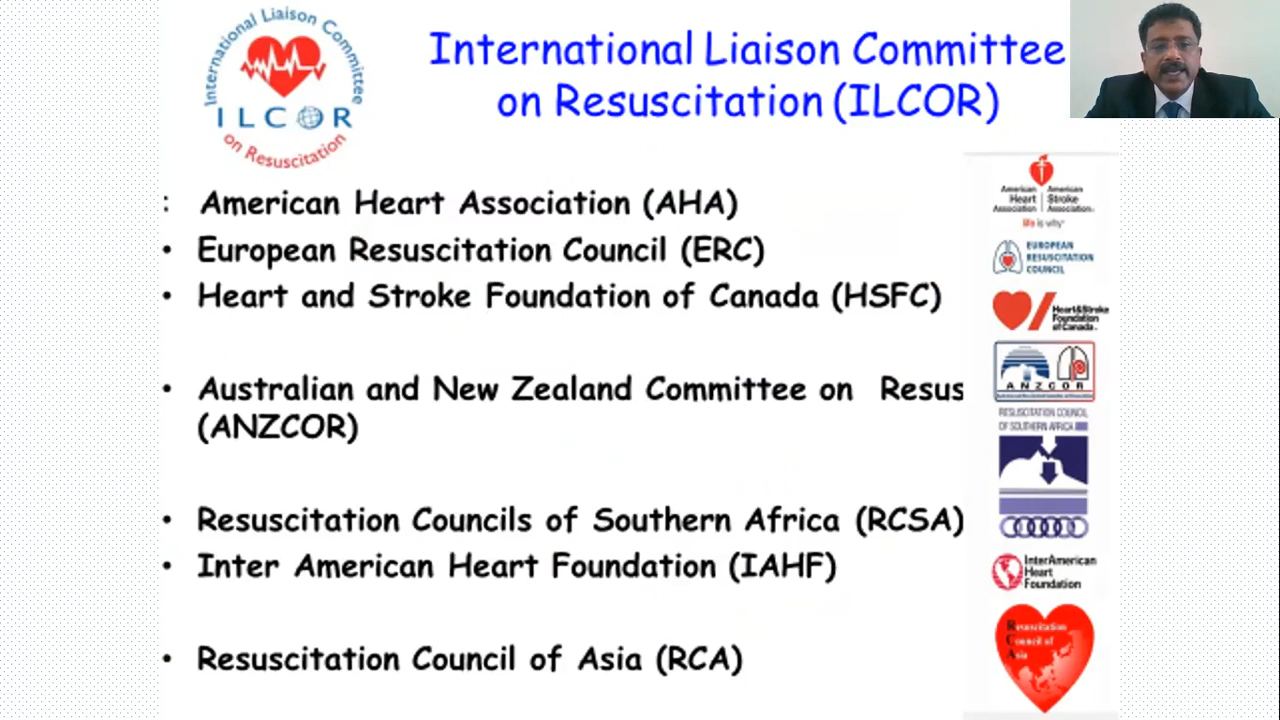 International Liaison Committee
on Resuscitation
ILCOR
International Liaison Committee
on Resuscitation (ILCOR)
: American Heart Association (AHA)
• European Resuscitation Council (ERC)
• Heart and Stroke Foundation of Canada (HSFC)
• Australian and New Zealand Committee on Resus
(ANZCOR)
• Resuscitation Councils of Southern Africa (RCSA)
• Inter American Heart Foundation (IAHF)
• Resuscitation Council of Asia (RCA)
American American
Heart Stroke
Association Association
life is why
EUROPEAN
RESUSCITATION
COUNCIL
Heart&Stroke
Foundation
of Canada
ANZCOR
RESUSCITATION COUNCIL
OF SOUTHERN AFRICA
InterAmerican
Heart
Foundation
Resuscitation
Council of
Asia